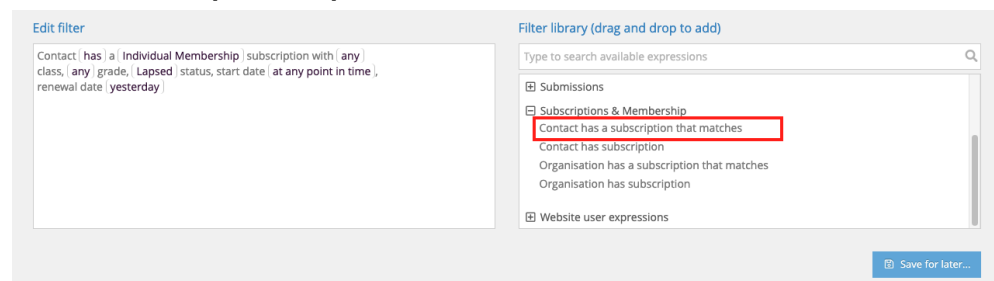 Edit filter
Contact has a Individual Membership subscription with any
class, any grade, Lapsed status, start date at any point in time ,
renewal date yesterday
Filter library (drag and drop to add)
Type to search available expressions
Submissions
Subscriptions & Membership
Contact has a subscription that matches
Contact has subscription
Organisation has a subscription that matches
Organisation has subscription
Website user expressions
Save for later...